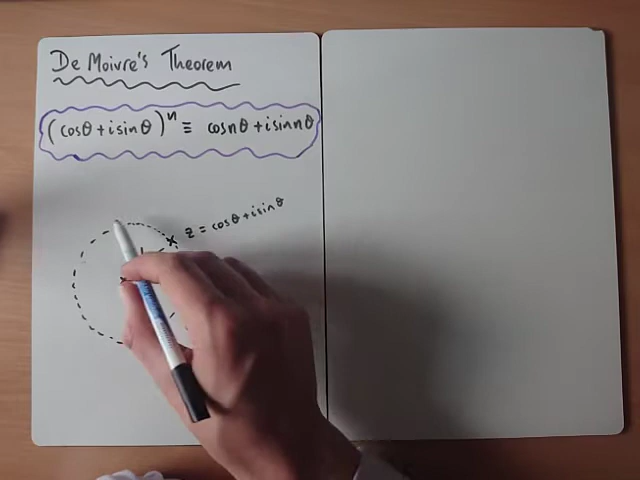 De Moivre's Theorem
(cosθ + isinθ)ⁿ ≡ cosnθ + isinnθ
z = cosθ + isinθ